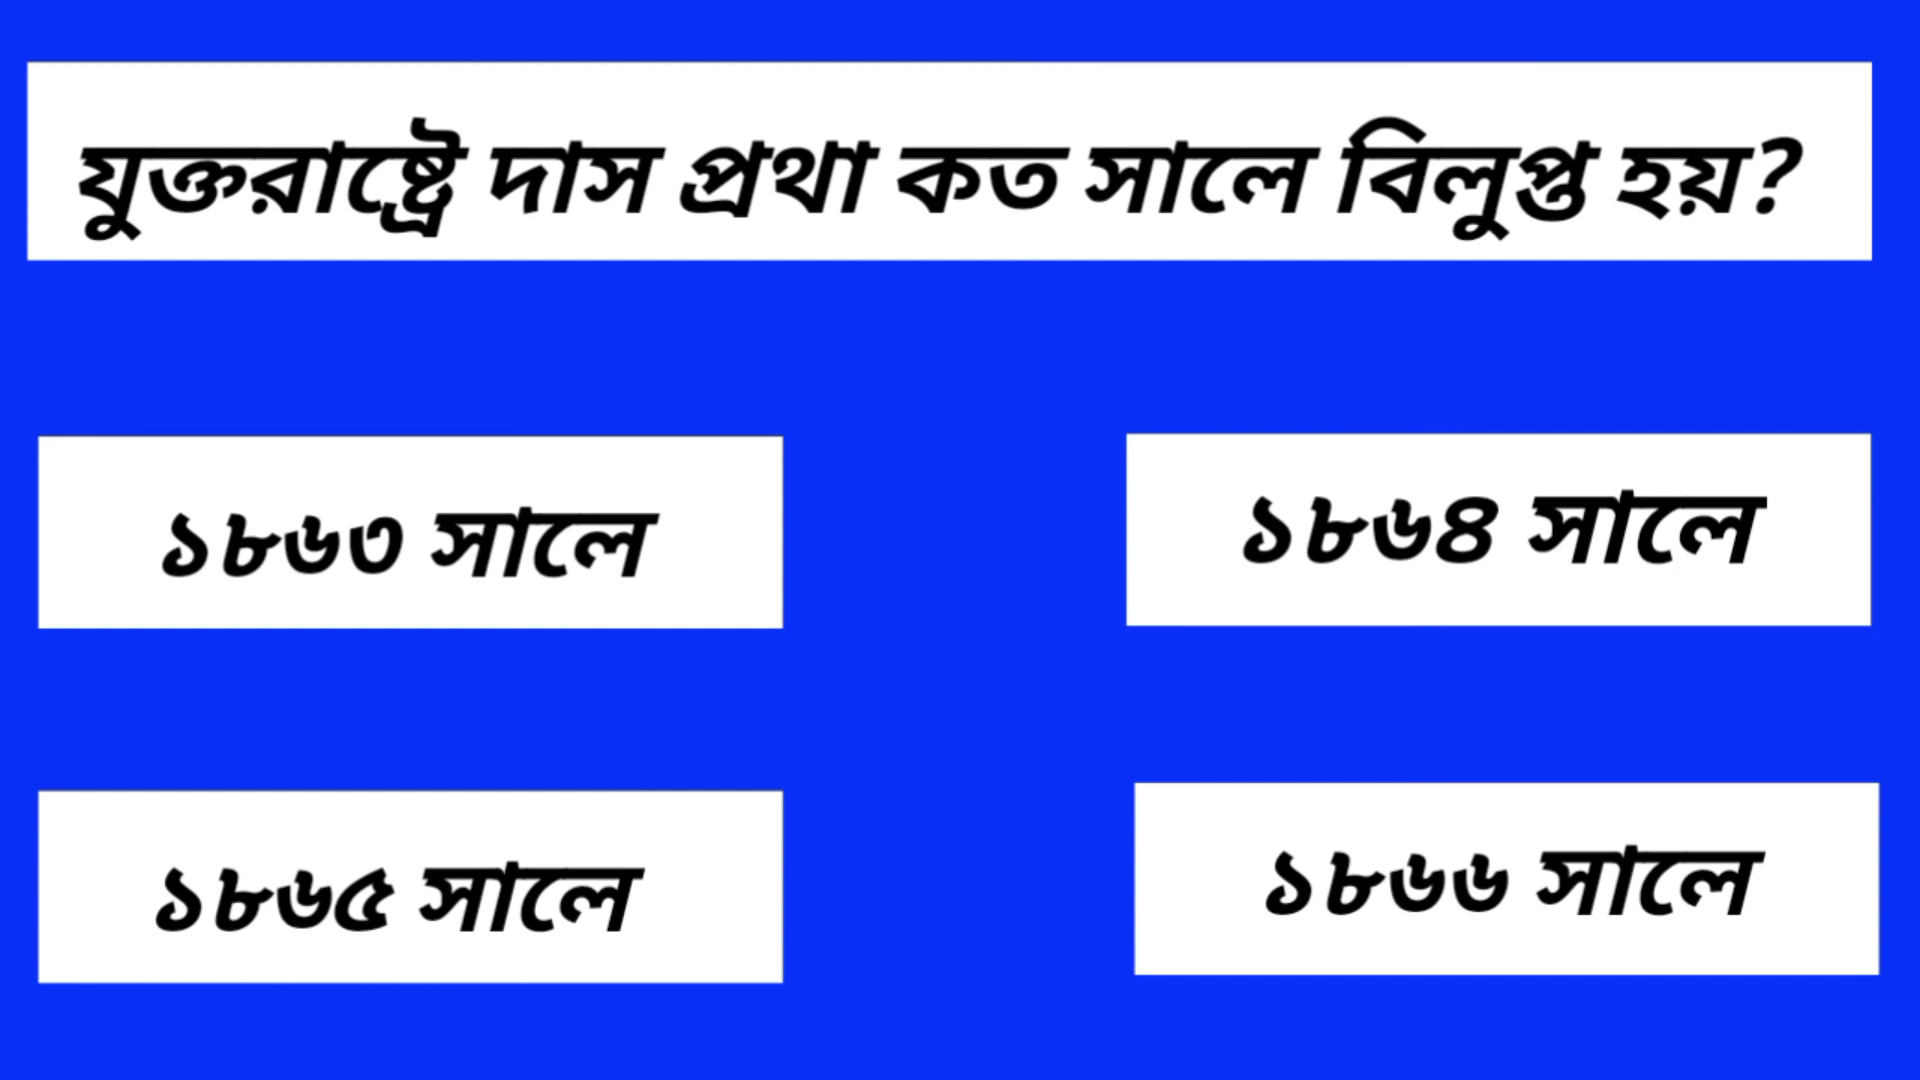 যুক্তরাষ্ট্রে দাস প্রথা কত সালে বিলুপ্ত হয়?
১৮৬৩ সালে
১৮৬৪ সালে
১৮৬৫ সালে
১৮৬৬ সালে